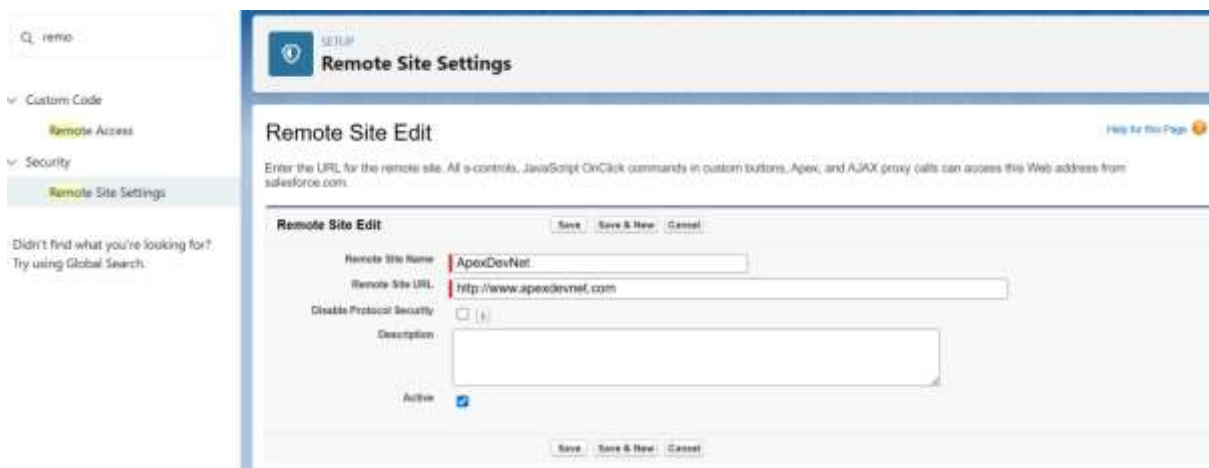 remo
SETUP
Remote Site Settings
Custom Code
Remote Access
Security
Remote Site Settings
Didn't find what you're looking for?
Try using Global Search.
Remote Site Edit
Help for this Page
Enter the URL for the remote site. All s-controls, JavaScript OnClick commands in custom buttons, Apex, and AJAX proxy calls can access this Web address from
salesforce.com.
Remote Site Edit
Save Save & New Cancel
Remote Site Name ApexDevNet
Remote Site URL http://www.apexdevnet.com
Disable Protocol Security
Description
Active
Save Save & New Cancel